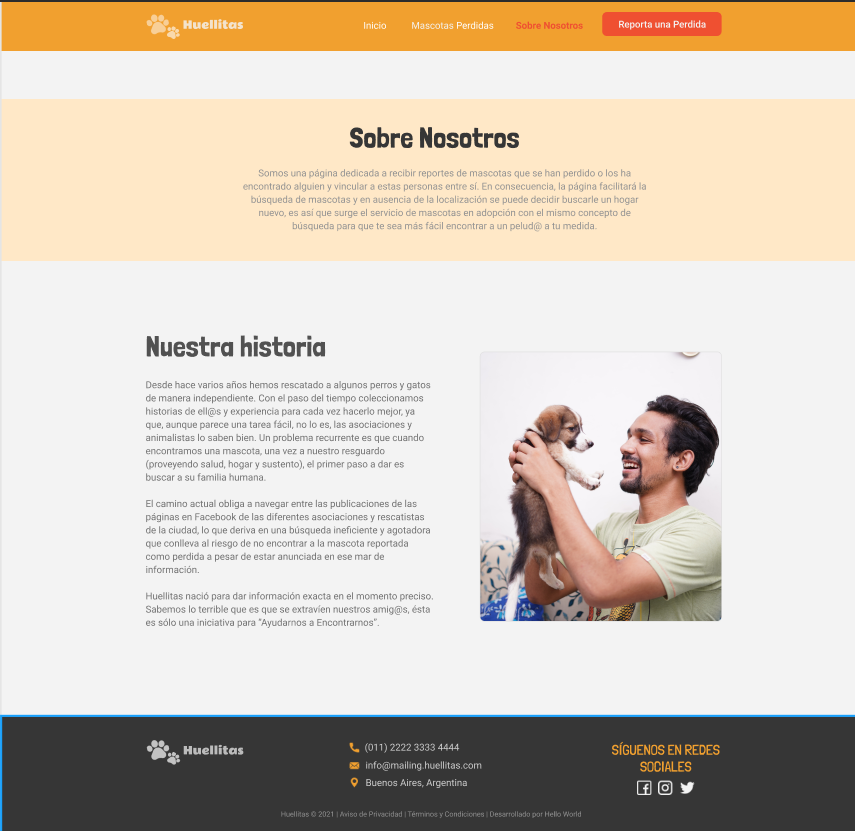 Huellitas
Inicio
Mascotas Perdidas
Sobre Nosotros
Reporta una Perdida
Sobre Nosotros
Somos una página dedicada a recibir reportes de mascotas que se han perdido o los ha
encontrado alguien y vincular a estas personas entre sí. En consecuencia, la página facilitará la
búsqueda de mascotas y en ausencia de la localización se puede decidir buscarle un hogar
nuevo, es así que surge el servicio de mascotas en adopción con el mismo concepto de
búsqueda para que te sea más fácil encontrar a un pelud@ a tu medida.
Nuestra historia
Desde hace varios años hemos rescatado a algunos perros y gatos
de manera independiente. Con el paso del tiempo coleccionamos
historias de ell@s y experiencia para cada vez hacerlo mejor, ya
que, aunque parece una tarea fácil, no lo es, las asociaciones y
animalistas lo saben bien. Un problema recurrente es que cuando
encontramos una mascota, una vez a nuestro resguardo
(proveyendo salud, hogar y sustento), el primer paso a dar es
buscar a su familia humana.
El camino actual obliga a navegar entre las publicaciones de las
páginas en Facebook de las diferentes asociaciones y rescatistas
de la ciudad, lo que deriva en una búsqueda ineficiente y agotadora
que conlleva al riesgo de no encontrar a la mascota reportada
como perdida a pesar de estar anunciada en ese mar de
información.
Huellitas nació para dar información exacta en el momento preciso.
Sabemos lo terrible que es que se extravíen nuestros amig@s, ésta
es sólo una iniciativa para "Ayudarnos a Encontrarnos".
Huellitas
(011) 2222 3333 4444
info@mailing.huellitas.com
Buenos Aires, Argentina
SÍGUENOS EN REDES
SOCIALES
Huellitas © 2021 | Aviso de Privacidad | Términos y Condiciones | Desarrollado por Hello World